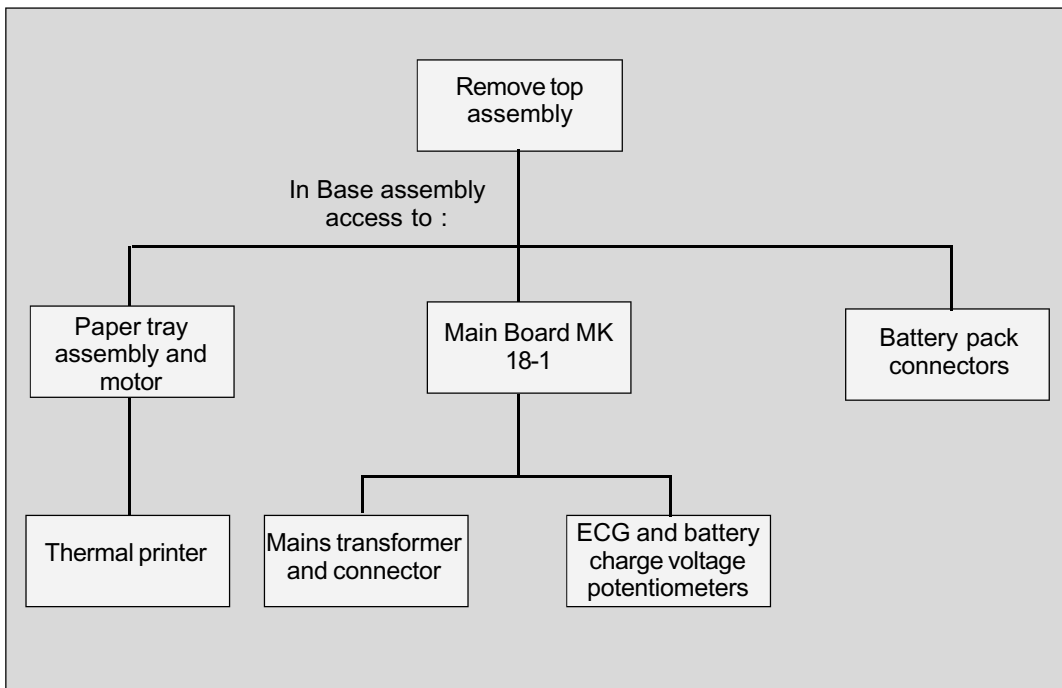 Remove top
assembly
In Base assembly
access to :
Paper tray
assembly and
motor
Main Board MK
18-1
Battery pack
connectors
Thermal printer
Mains transformer
and connector
ECG and battery
charge voltage
potentiometers